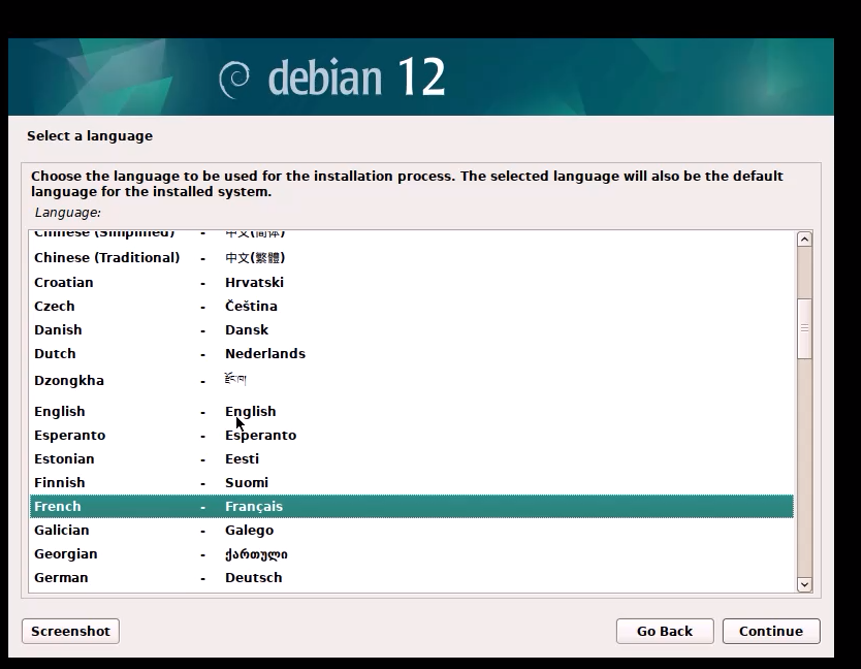 debian 12
Select a language
Choose the language to be used for the installation process. The selected language will also be the default
language for the installed system.
Language:
Chinese (Simplified) - 中文(简体)
Chinese (Traditional) - 中文(繁體)
Croatian - Hrvatski
Czech - Čeština
Danish - Dansk
Dutch - Nederlands
Dzongkha - རྫོང་ཁ།
English - English
Esperanto - Esperanto
Estonian - Eesti
Finnish - Suomi
French - Français
Galician - Galego
Georgian - ქართული
German - Deutsch
Screenshot Go Back Continue